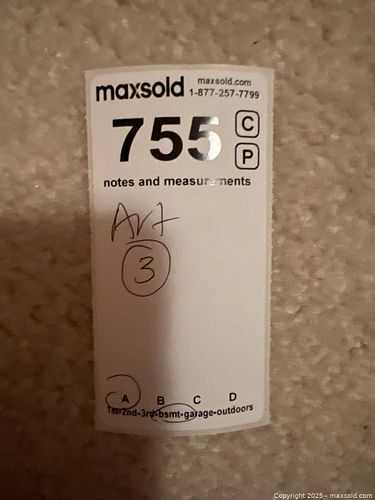 maxsold
maxsold.com
1-877-257-7799
755
C
P
notes and measurements
Art
3
A B C D
1st-2nd-3rd-bsmt-garage-outdoors
Copyright 2025 - maxsold.com